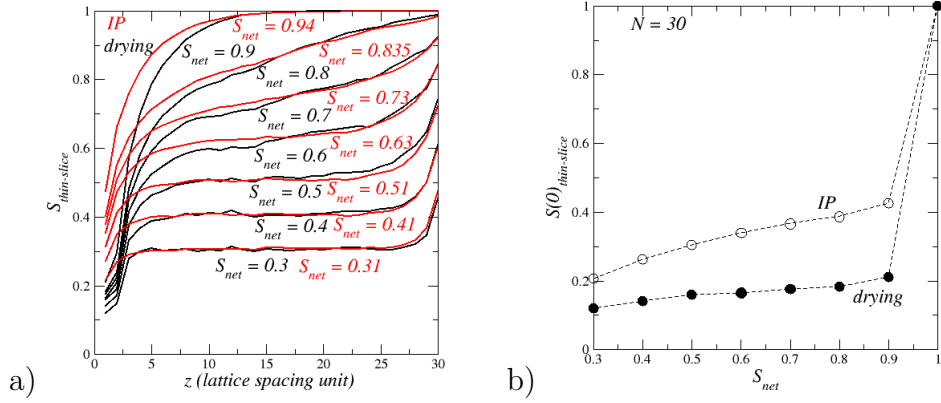 IP
drying
S_net = 0.94
S_net = 0.9
S_net = 0.835
S_net = 0.8
S_net = 0.73
S_net = 0.7
S_net = 0.63
S_net = 0.6
S_net = 0.51
S_net = 0.5
S_net = 0.41
S_net = 0.4
S_net = 0.3
S_net = 0.31
S_thin-slice
1
0.8
0.6
0.4
0.2
0
0 5 10 15 20 25 30
z (lattice spacing unit)
a)
N = 30
IP
drying
S(0)_thin-slice
1
0.8
0.6
0.4
0.2
0
0.3 0.4 0.5 0.6 0.7 0.8 0.9 1
S_net
b)